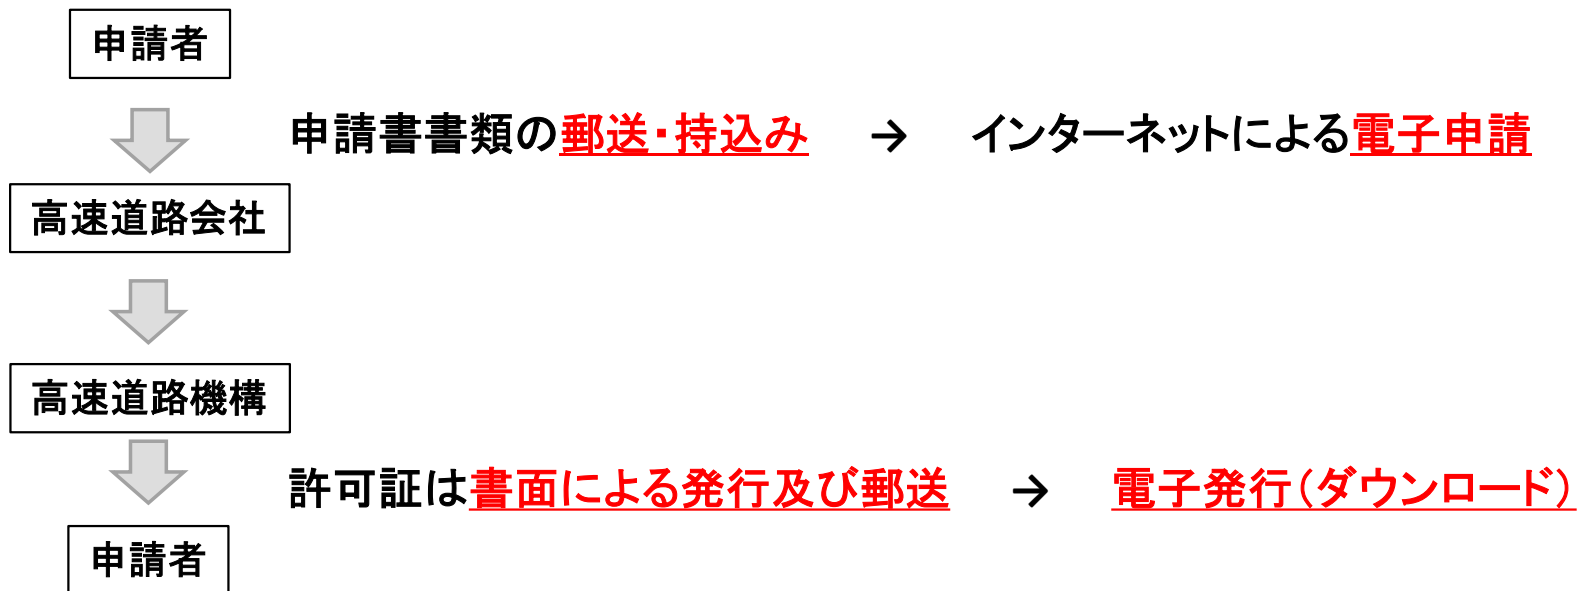 申請者
申請書書類の郵送・持込み → インターネットによる電子申請
高速道路会社
高速道路機構
許可証は書面による発行及び郵送 → 電子発行（ダウンロード）
申請者